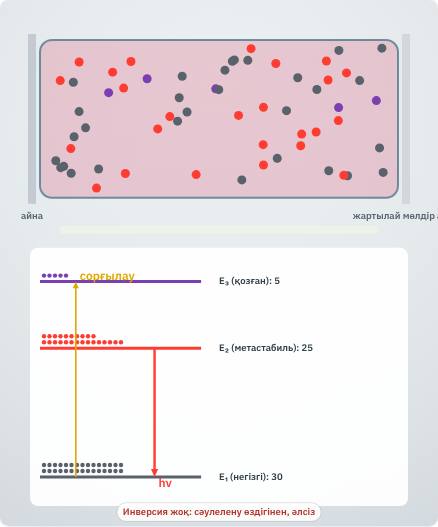 айна
жартылай мөлдір
сорғылау
E₃ (қозған): 5
E₂ (метастабиль): 25
E₁ (негізгі): 30
hν
Инверсия жоқ: сәулелену өздігінен, әлсіз